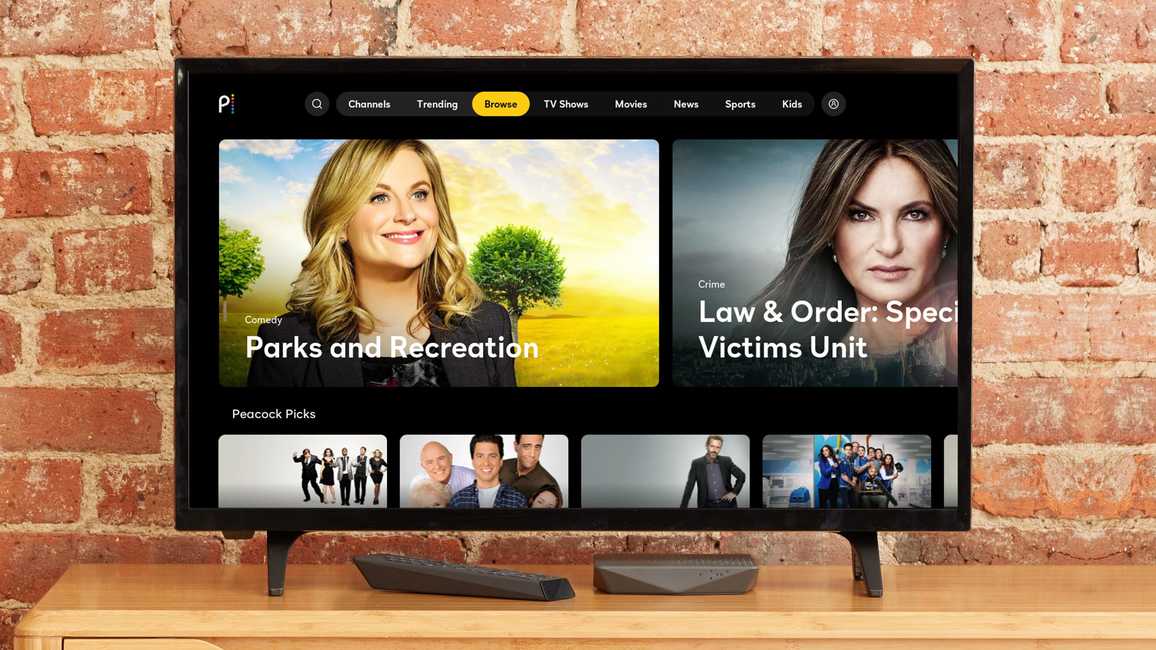 P
Channels Trending Browse TV Shows Movies News Sports Kids
Comedy
Parks and Recreation
Crime
Law & Order: Speci
Victims Unit
Peacock Picks